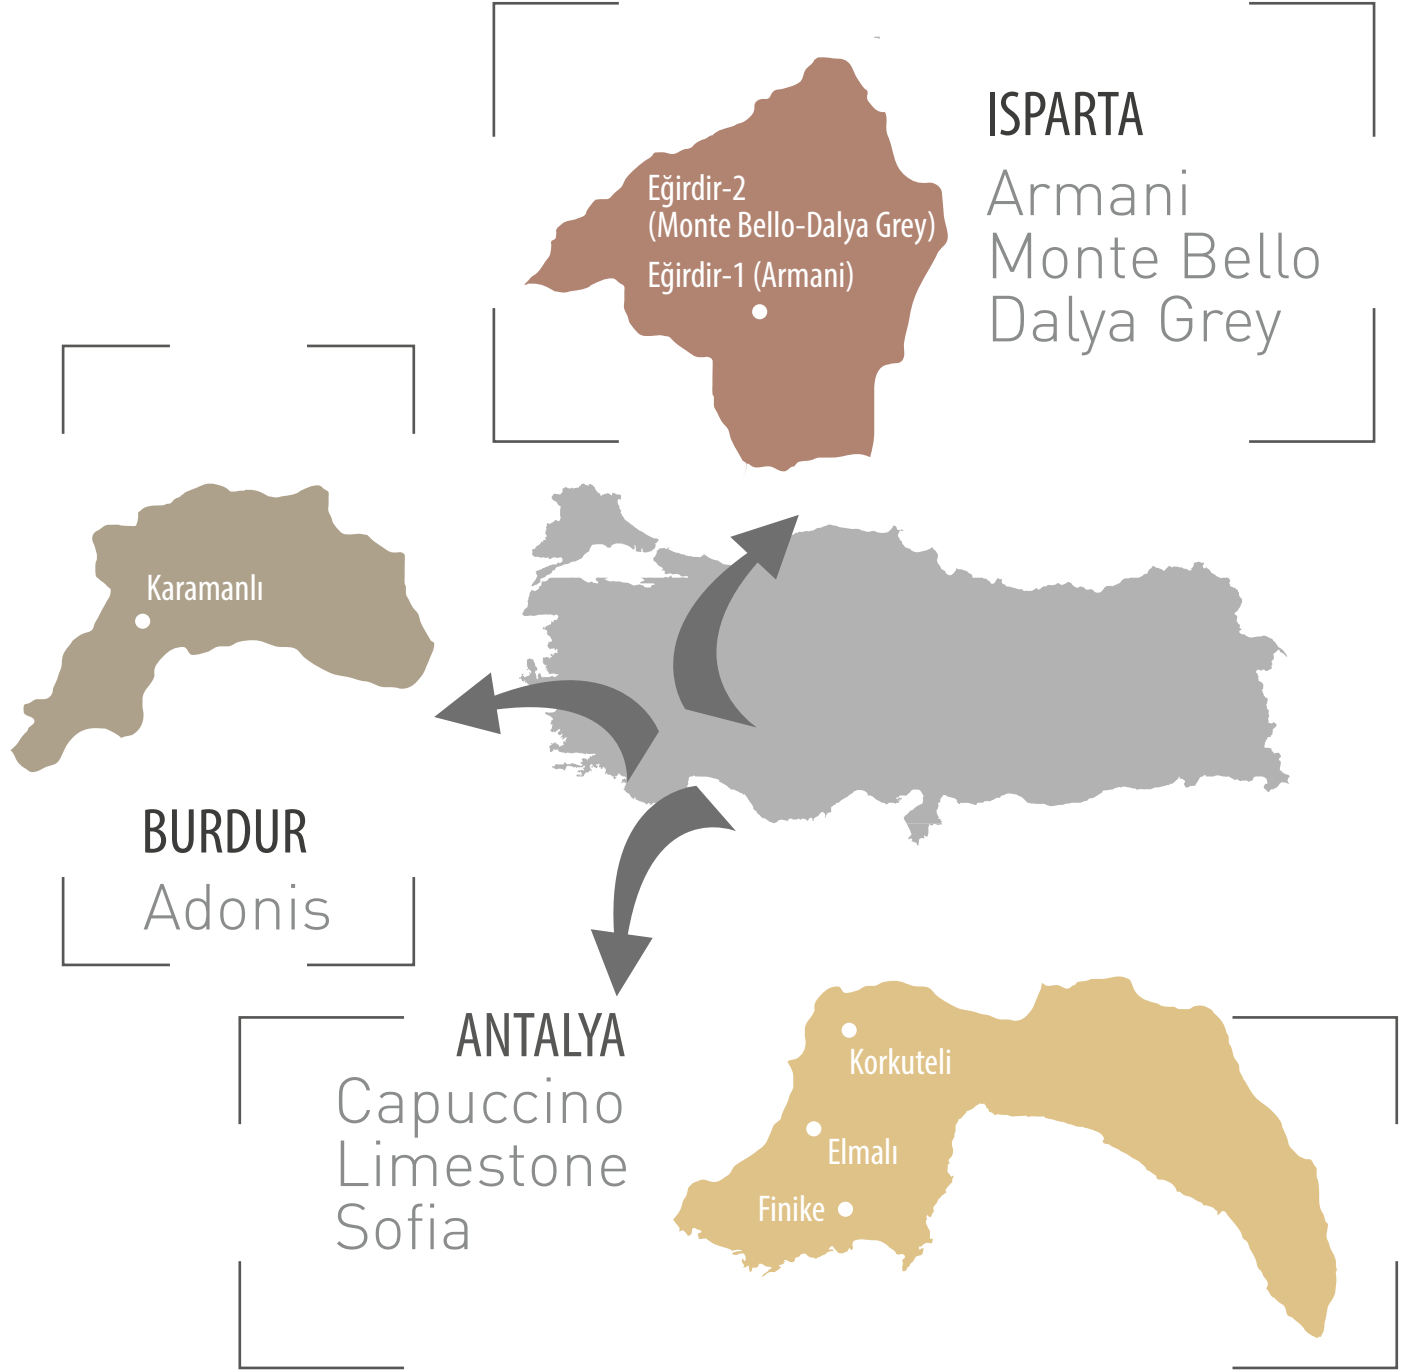 ISPARTA
Armani
Monte Bello
Dalya Grey
Eğirdir-2
(Monte Bello-Dalya Grey)
Eğirdir-1 (Armani)
Karamanlı
BURDUR
Adonis
ANTALYA
Capuccino
Limestone
Sofia
Korkuteli
Elmalı
Finike